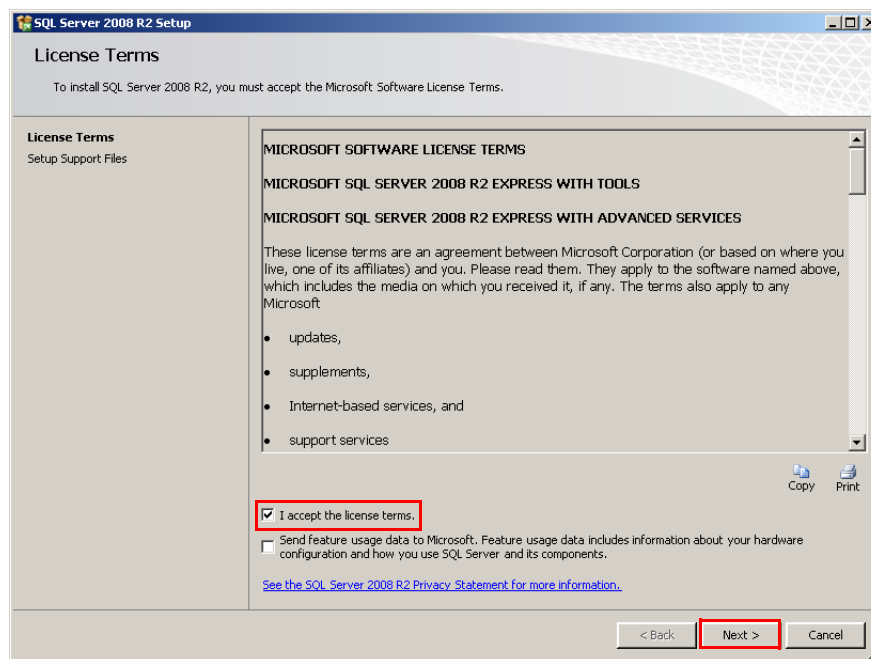 SQL Server 2008 R2 Setup
License Terms
To install SQL Server 2008 R2, you must accept the Microsoft Software License Terms.
License Terms
Setup Support Files
MICROSOFT SOFTWARE LICENSE TERMS
MICROSOFT SQL SERVER 2008 R2 EXPRESS WITH TOOLS
MICROSOFT SQL SERVER 2008 R2 EXPRESS WITH ADVANCED SERVICES
These license terms are an agreement between Microsoft Corporation (or based on where you
live, one of its affiliates) and you. Please read them. They apply to the software named above,
which includes the media on which you received it, if any. The terms also apply to any
Microsoft
• updates,
• supplements,
• Internet-based services, and
• support services
Copy Print
I accept the license terms.
Send feature usage data to Microsoft. Feature usage data includes information about your hardware
configuration and how you use SQL Server and its components.
See the SQL Server 2008 R2 Privacy Statement for more information.
< Back Next > Cancel